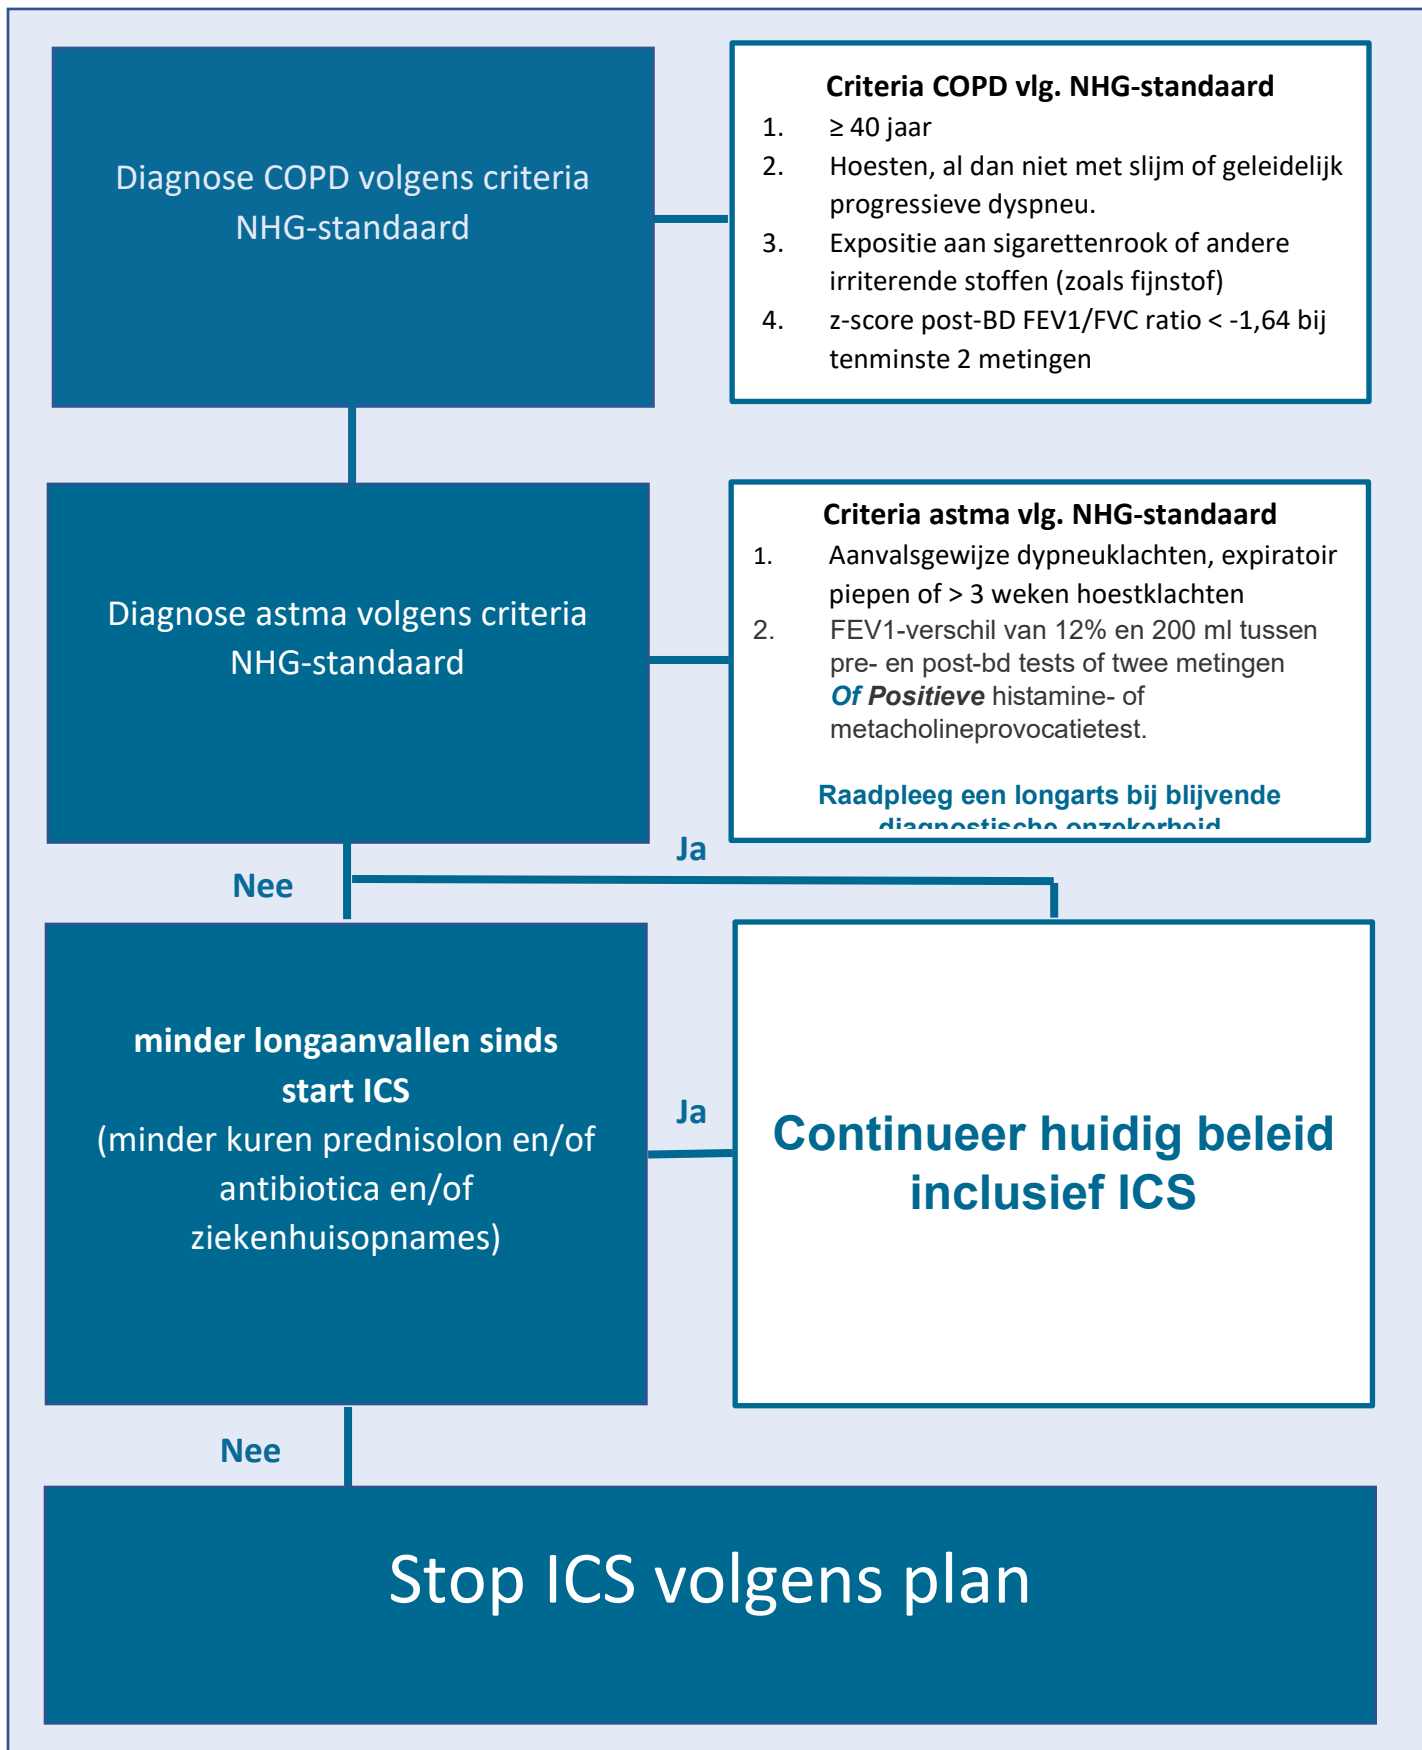 Diagnose COPD volgens criteria
NHG-standaard
Criteria COPD vlg. NHG-standaard
1. ≥ 40 jaar
2. Hoesten, al dan niet met slijm of geleidelijk
progressieve dyspneu.
3. Expositie aan sigarettenrook of andere
irriterende stoffen (zoals fijnstof)
4. z-score post-BD FEV1/FVC ratio < -1,64 bij
tenminste 2 metingen
Diagnose astma volgens criteria
NHG-standaard
Criteria astma vlg. NHG-standaard
1. Aanvalsgewijze dypneuklachten, expiratoir
piepen of > 3 weken hoestklachten
2. FEV1-verschil van 12% en 200 ml tussen
pre- en post-bd tests of twee metingen
Of Positieve histamine- of
metacholineprovocatietest.
Raadpleeg een longarts bij blijvende
diagnostische onzekerheid
Ja
Nee
minder longaanvallen sinds
start ICS
(minder kuren prednisolon en/of
antibiotica en/of
ziekenhuisopnames)
Ja
Continueer huidig beleid
inclusief ICS
Nee
Stop ICS volgens plan